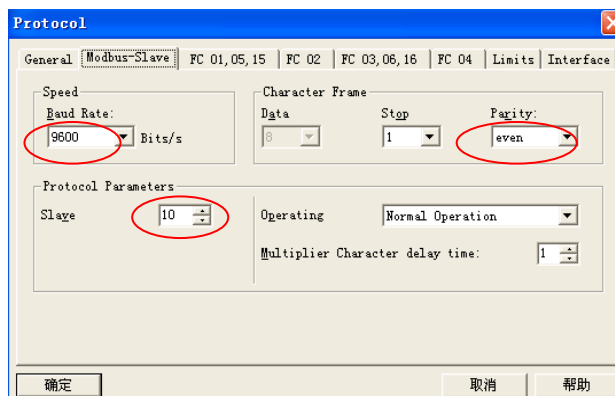 Protocol
General Modbus-Slave FC 01,05,15 FC 02 FC 03,06,16 FC 04 Limits Interface
Speed
Baud Rate:
9600 Bits/s
Character Frame
Data Stop Parity:
8 1 even
Protocol Parameters
Slave 10
Operating Normal Operation
Multiplier Character delay time: 1
确定 取消 帮助